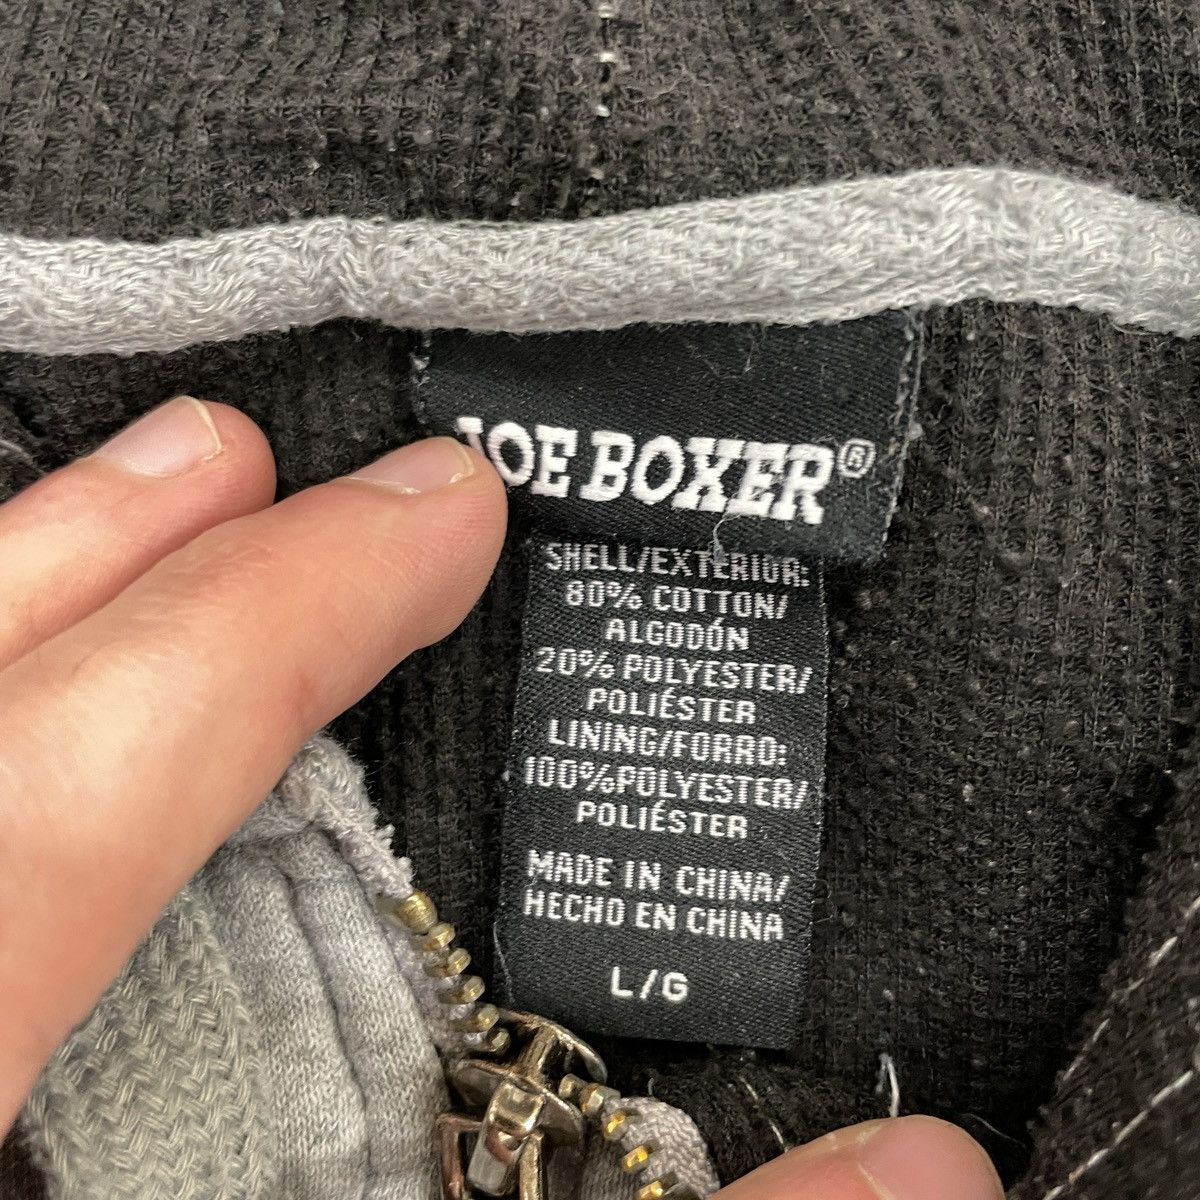 JOE BOXER®
SHELL/EXTERIOR:
80% COTTON/
ALGODÓN
20% POLYESTER/
POLIÉSTER
LINING/FORRO:
100%POLYESTER/
POLIÉSTER
MADE IN CHINA/
HECHO EN CHINA
L/G